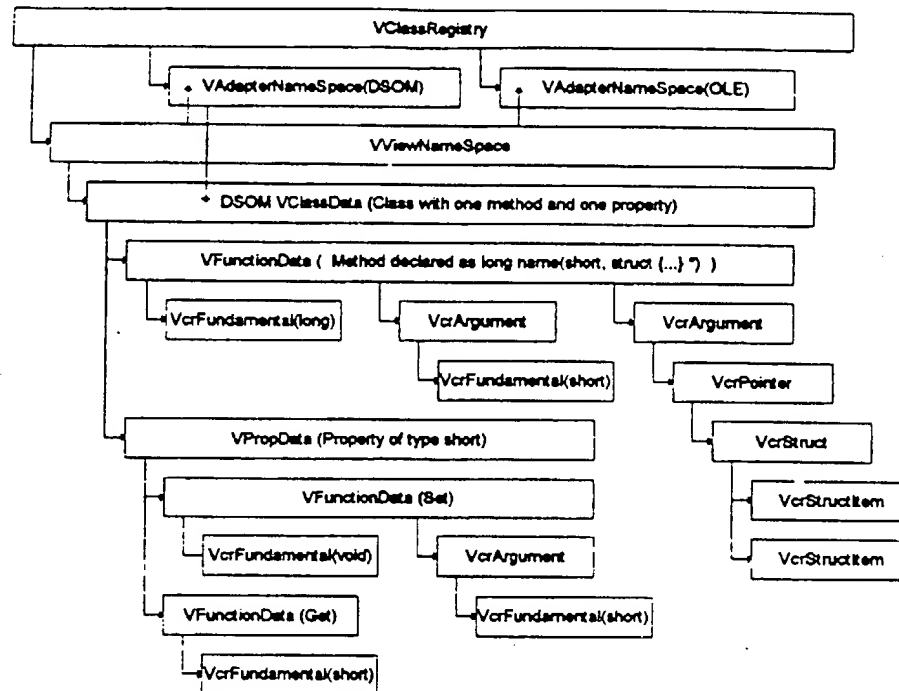 VClassRegistry
VAdapterNameSpace(DSOM)
VAdapterNameSpace(OLE)
VViewNameSpace
DSOM VClassData (Class with one method and one property)
VFunctionData ( Method declared as long name(short, struct {...} *) )
VcrFundamental(long)
VcrArgument
VcrArgument
VcrFundamental(short)
VcrPointer
VPropData (Property of type short)
VcrStruct
VFunctionData (Set)
VcrStructItem
VcrFundamental(void)
VcrArgument
VcrStructItem
VFunctionData (Get)
VcrFundamental(short)
VcrFundamental(short)